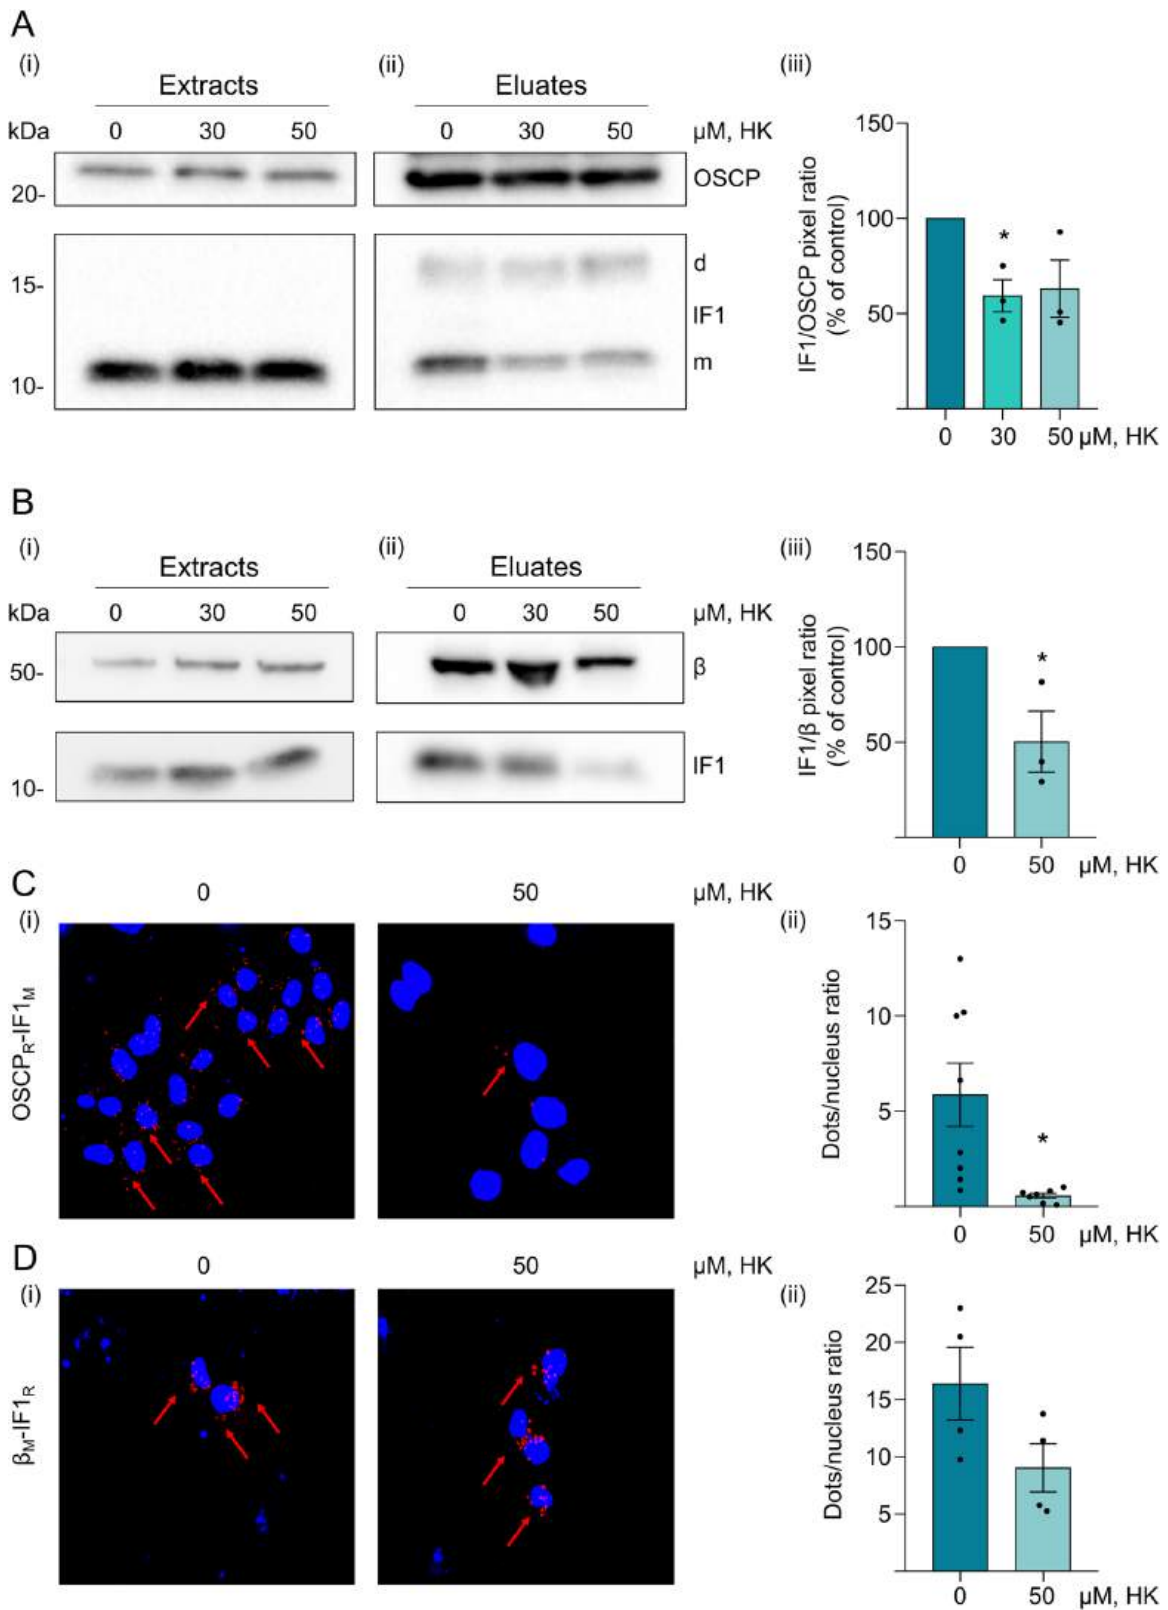 A
(i)
(ii)
(iii)
Extracts
Eluates
kDa
0
30
50
0
30
50
µM, HK
OSCP
20-
d
15-
IF1
m
10-
IF1/OSCP pixel ratio
(% of control)
150
100
50
*
0
30
50
µM, HK
B
(i)
(ii)
(iii)
Extracts
Eluates
kDa
0
30
50
0
30
50
µM, HK
50-
β
10-
IF1
IF1/β pixel ratio
(% of control)
150
100
50
*
0
50
µM, HK
C
0
50
µM, HK
(i)
(ii)
OSCP_R-IF1_M
Dots/nucleus ratio
15
10
5
*
0
50
µM, HK
D
0
50
µM, HK
(i)
(ii)
β_M-IF1_R
Dots/nucleus ratio
25
20
15
10
5
0
50
µM, HK